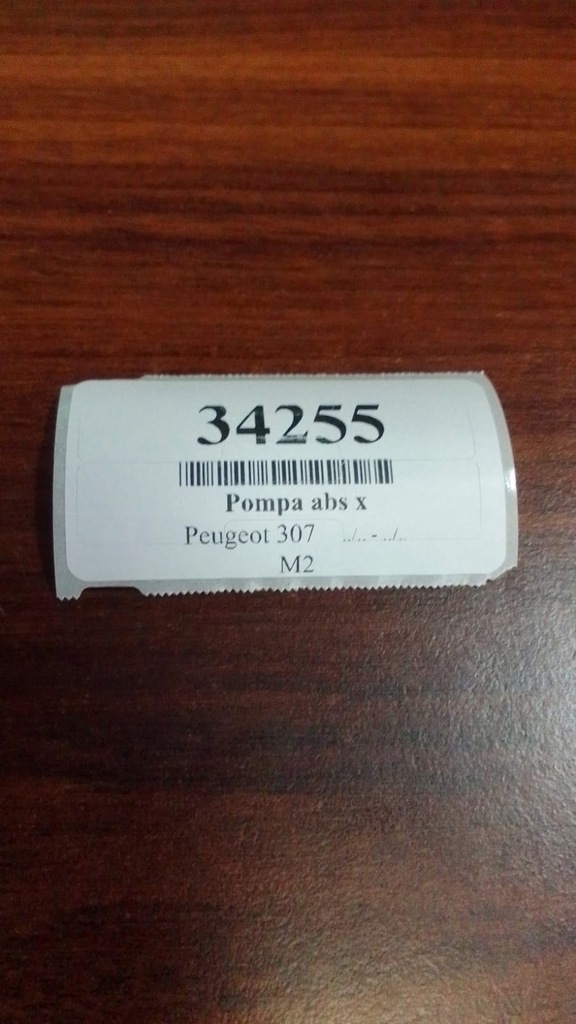 34255
Pompa abs x
Peugeot 307 ../.. - ../..
M2